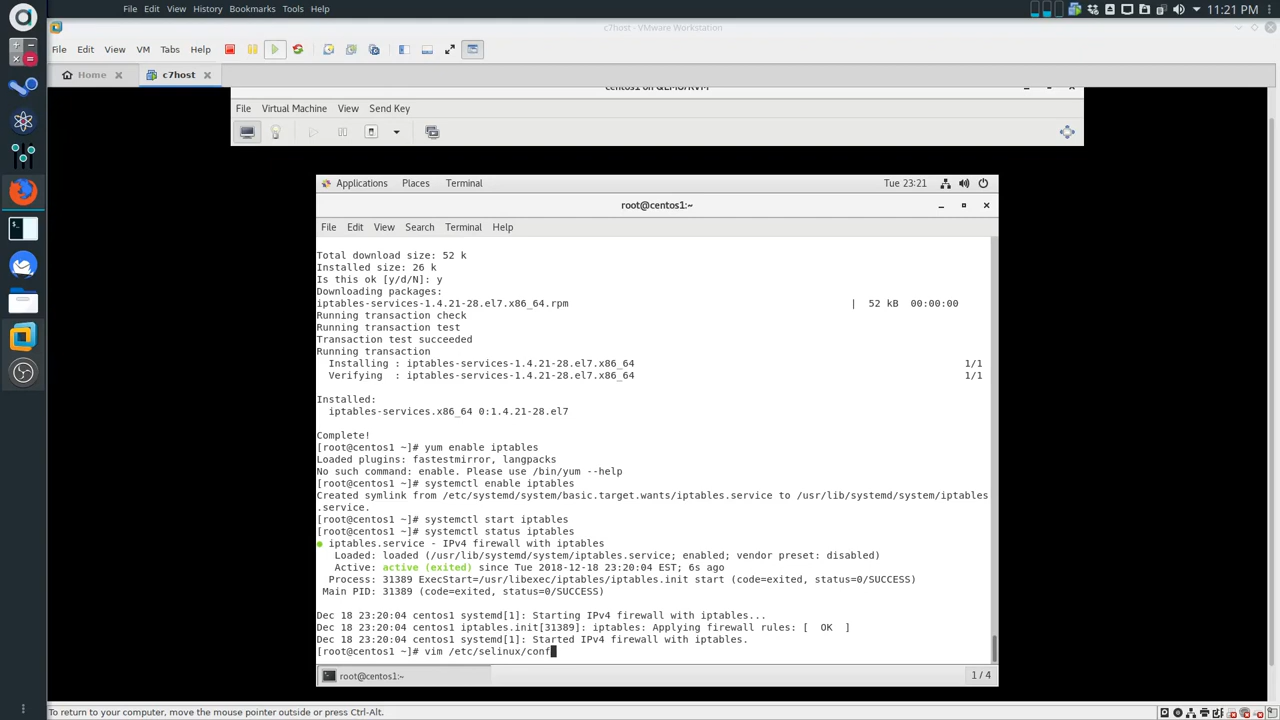 File Edit View History Bookmarks Tools Help 11:21 PM
c7host - VMware Workstation
File Edit View VM Tabs Help
Home c7host
centos1 on QEMU/KVM
File Virtual Machine View Send Key
Applications Places Terminal Tue 23:21
root@centos1:~
File Edit View Search Terminal Help
Total download size: 52 k
Installed size: 26 k
Is this ok [y/d/N]: y
Downloading packages:
iptables-services-1.4.21-28.el7.x86_64.rpm | 52 kB 00:00:00
Running transaction check
Running transaction test
Transaction test succeeded
Running transaction
Installing : iptables-services-1.4.21-28.el7.x86_64 1/1
Verifying : iptables-services-1.4.21-28.el7.x86_64 1/1
Installed:
iptables-services.x86_64 0:1.4.21-28.el7
Complete!
[root@centos1 ~]# yum enable iptables
Loaded plugins: fastestmirror, langpacks
No such command: enable. Please use /bin/yum --help
[root@centos1 ~]# systemctl enable iptables
Created symlink from /etc/systemd/system/basic.target.wants/iptables.service to /usr/lib/systemd/system/iptables
.service.
[root@centos1 ~]# systemctl start iptables
[root@centos1 ~]# systemctl status iptables
● iptables.service - IPv4 firewall with iptables
Loaded: loaded (/usr/lib/systemd/system/iptables.service; enabled; vendor preset: disabled)
Active: active (exited) since Tue 2018-12-18 23:20:04 EST; 6s ago
Process: 31389 ExecStart=/usr/libexec/iptables/iptables.init start (code=exited, status=0/SUCCESS)
Main PID: 31389 (code=exited, status=0/SUCCESS)
Dec 18 23:20:04 centos1 systemd[1]: Starting IPv4 firewall with iptables...
Dec 18 23:20:04 centos1 iptables.init[31389]: iptables: Applying firewall rules: [ OK ]
Dec 18 23:20:04 centos1 systemd[1]: Started IPv4 firewall with iptables.
[root@centos1 ~]# vim /etc/selinux/conf
root@centos1:~ 1 / 4
To return to your computer, move the mouse pointer outside or press Ctrl-Alt.